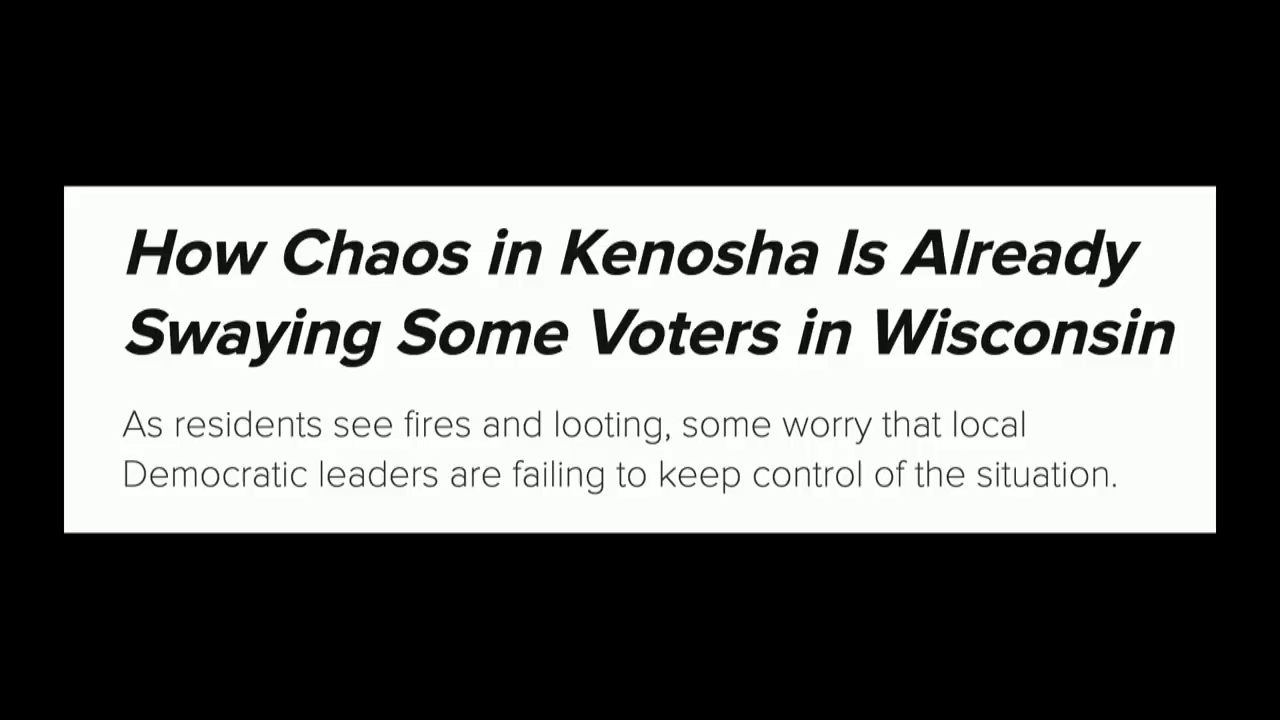 How Chaos in Kenosha Is Already
Swaying Some Voters in Wisconsin
As residents see fires and looting, some worry that local
Democratic leaders are failing to keep control of the situation.